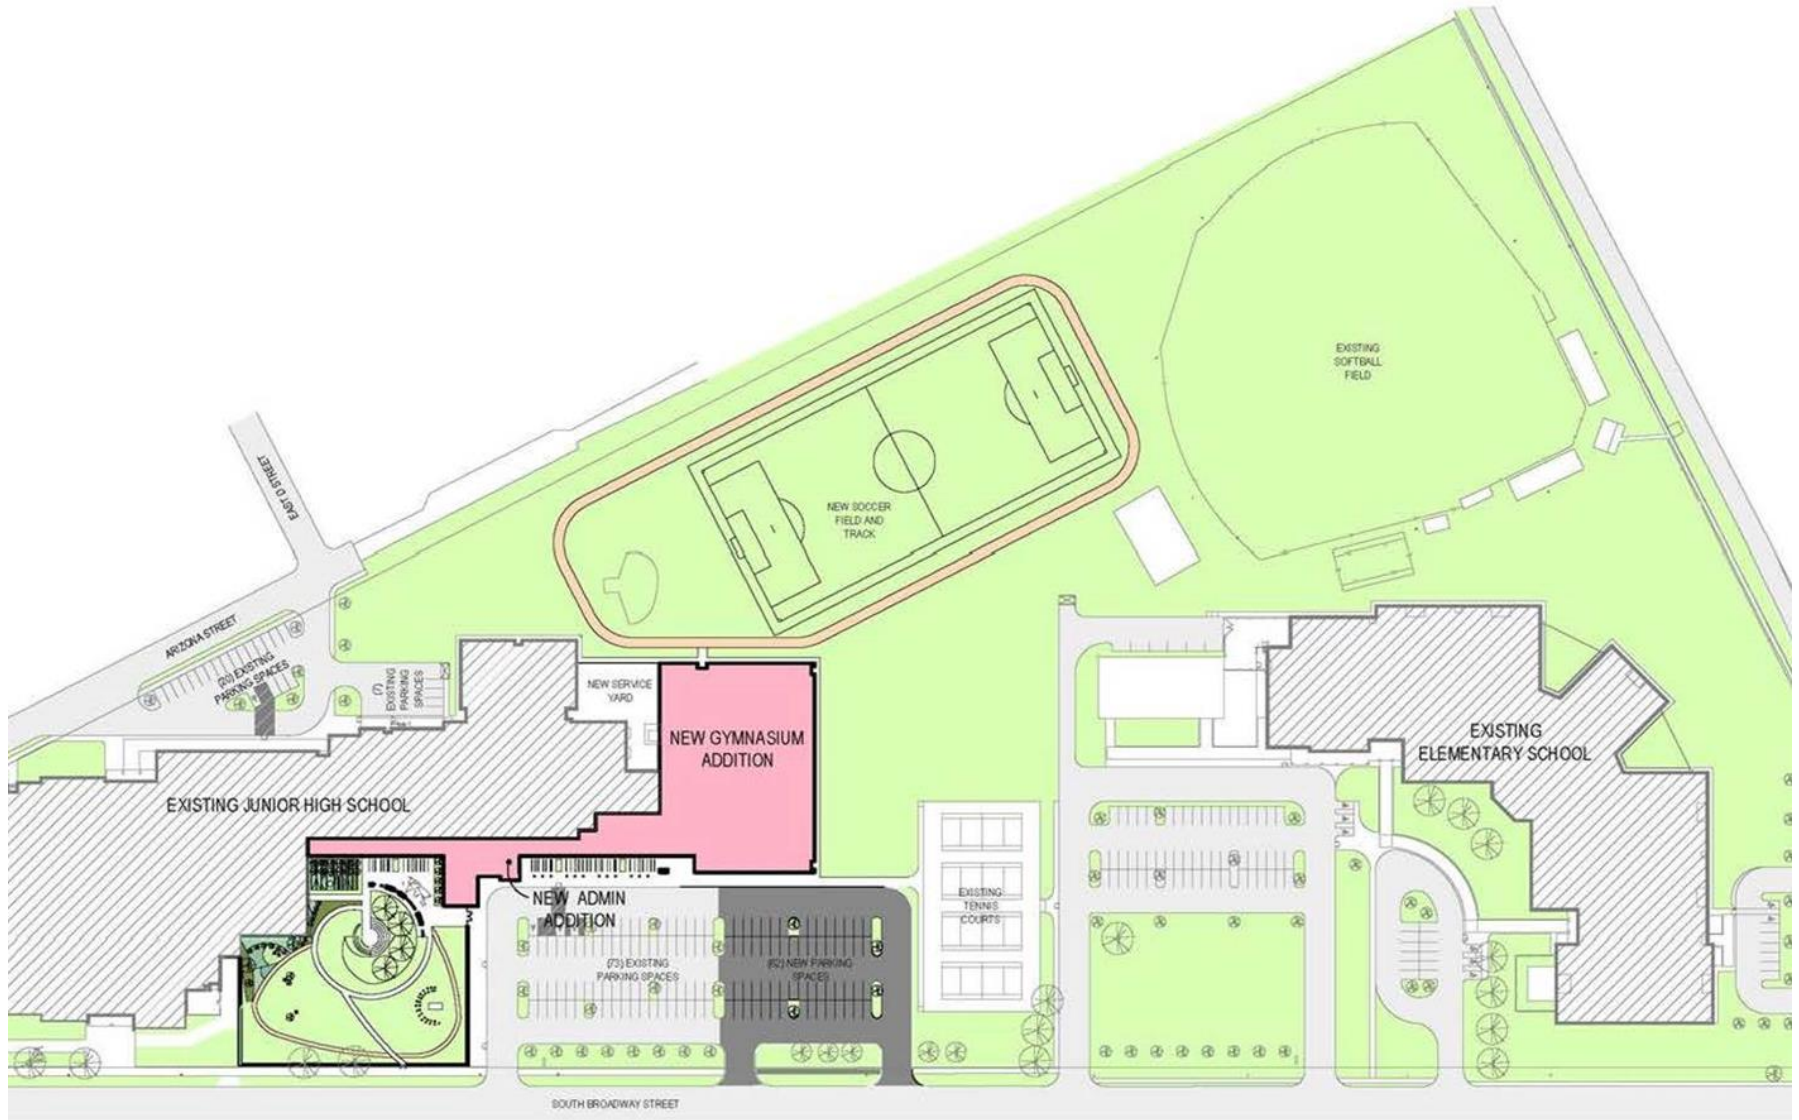 EXISTING
SOFTBALL
FIELD
EAST D STREET
NEW SOCCER
FIELD AND
TRACK
ARIZONA STREET
(20) EXISTING
PARKING SPACES
(7)
EXISTING
PARKING
SPACES
NEW SERVICE
YARD
NEW GYMNASIUM
ADDITION
EXISTING
ELEMENTARY SCHOOL
EXISTING JUNIOR HIGH SCHOOL
NEW ADMIN
ADDITION
EXISTING
TENNIS
COURTS
(73) EXISTING
PARKING SPACES
(62) NEW PARKING
SPACES
SOUTH BROADWAY STREET